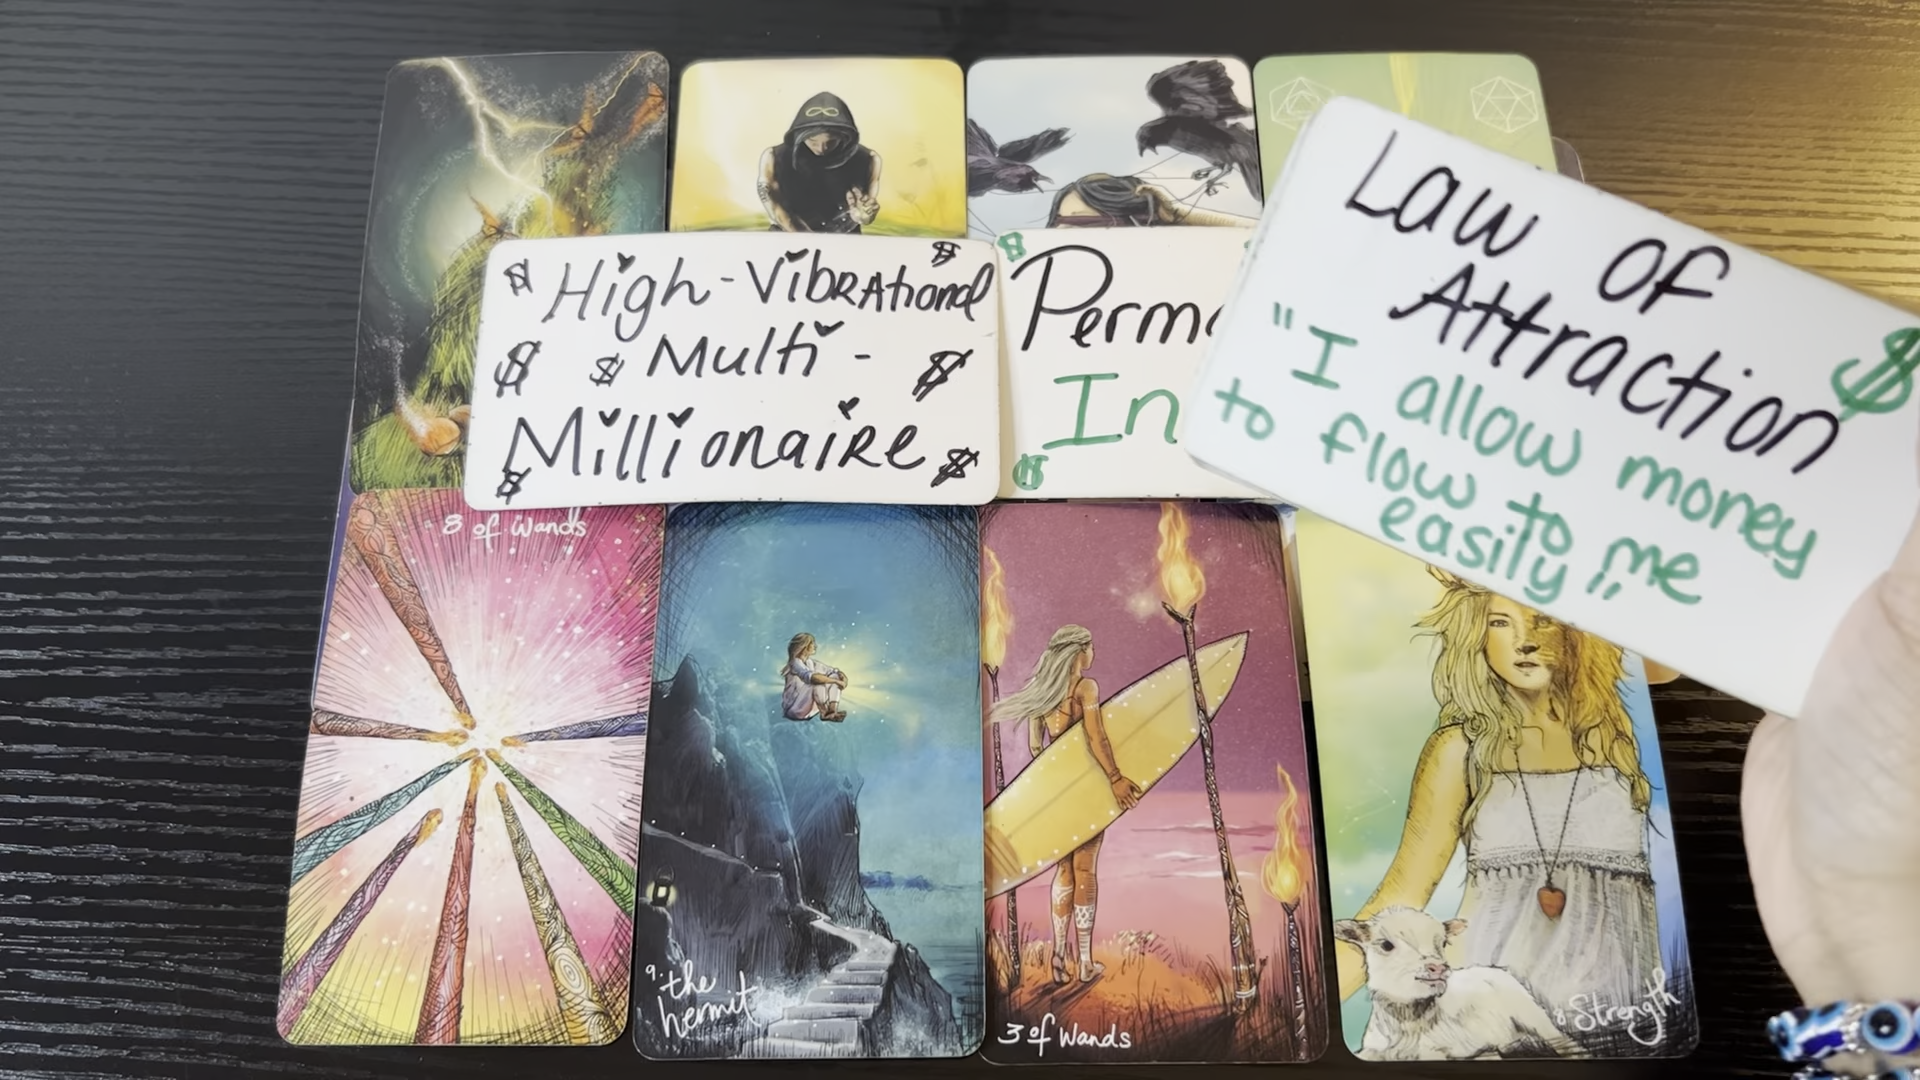 High-Vibrational
Multi-
Millionaire
Perma
In
Law of
Attraction
"I allow money
to flow to me
easily"
8 of Wands
9. the
hermit
3 of Wands
8 Strength